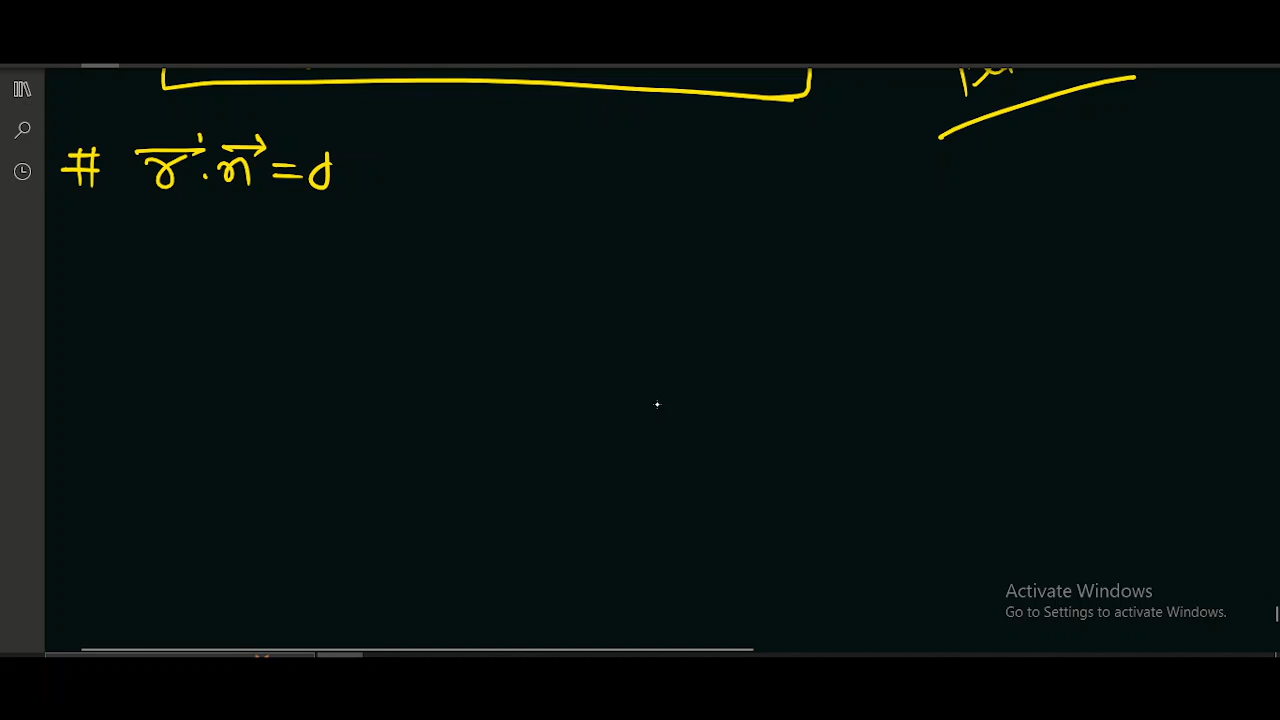 # r⃗ . n⃗ = d
Activate Windows
Go to Settings to activate Windows.